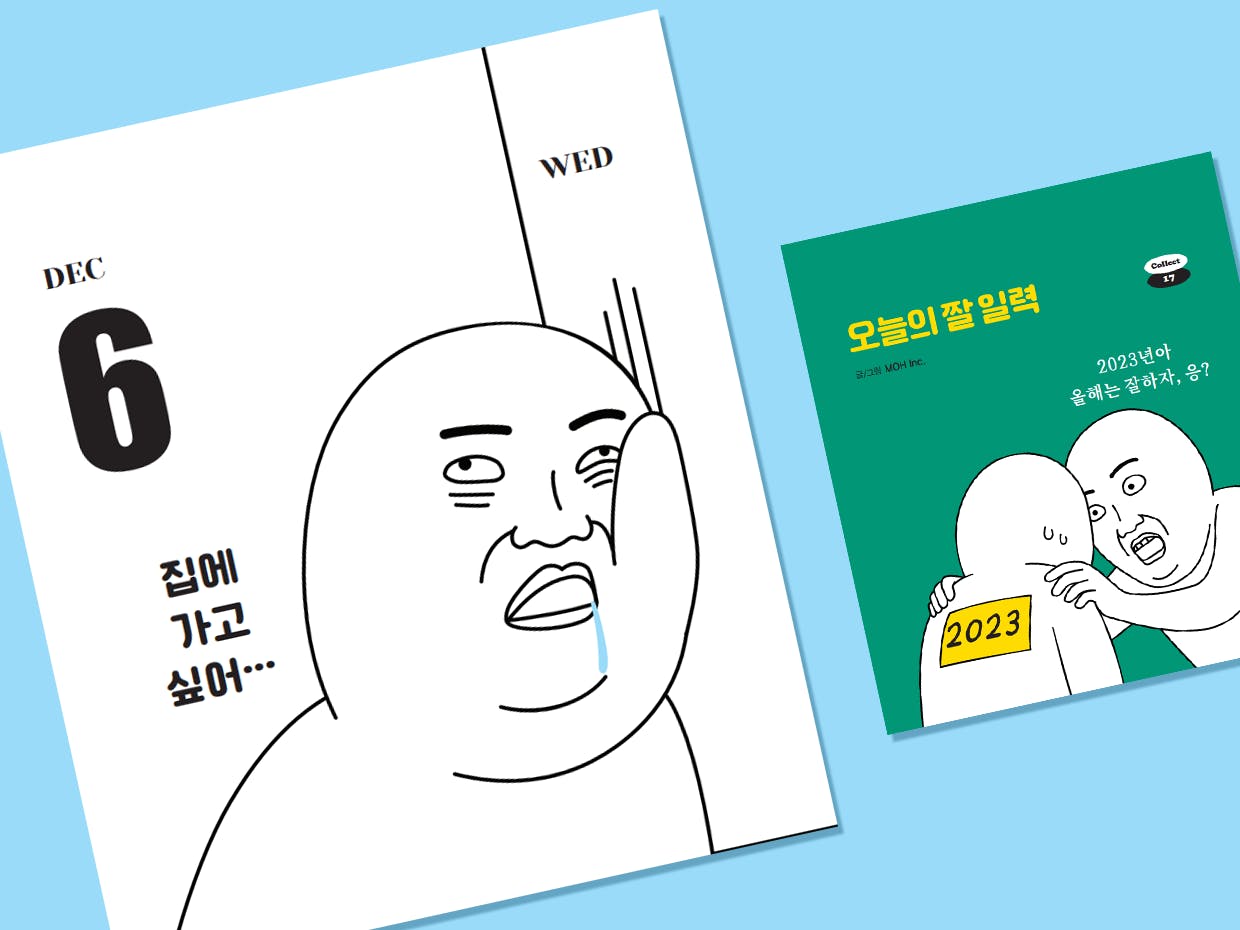 WED
DEC
6
집에
가고
싶어…
Collect
17
오늘의 짤 일력
글/그림 MOH Inc.
2023년아
올해는 잘하자, 응?
2023